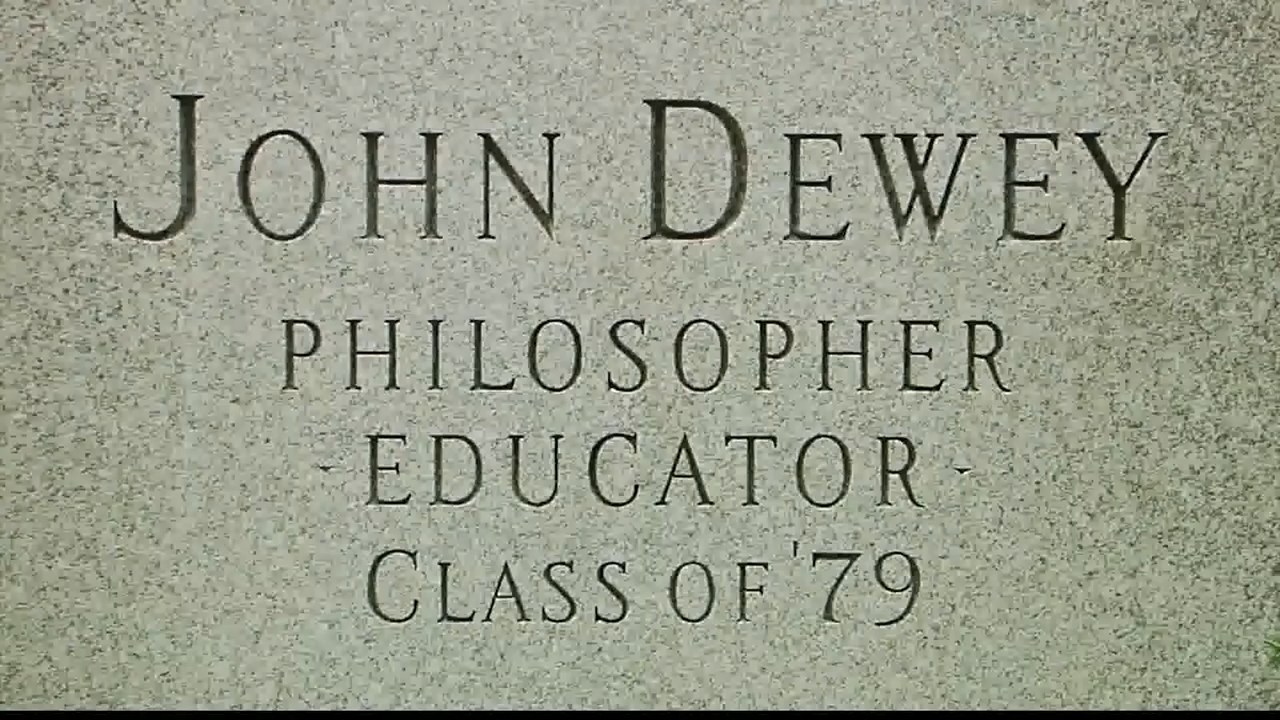 JOHN DEWEY
PHILOSOPHER
- EDUCATOR -
CLASS OF '79